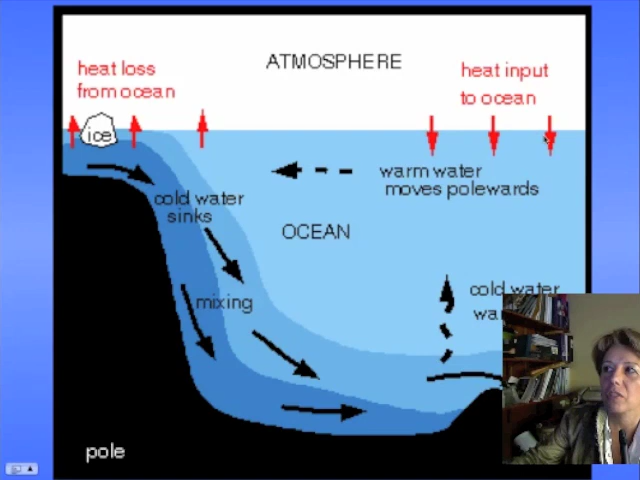 ATMOSPHERE
heat loss
from ocean
heat input
to ocean
ice
warm water
moves polewards
cold water
sinks
OCEAN
mixing
cold water
pole